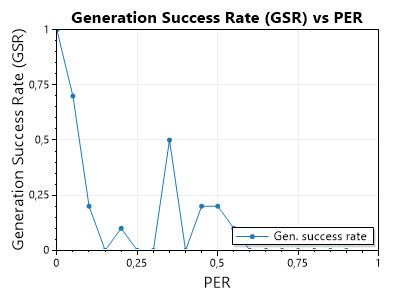 Generation Success Rate (GSR) vs PER
Generation Success Rate (GSR)
1
0,75
0,5
0,25
0
0
0,25
0,5
0,75
1
PER
Gen. success rate